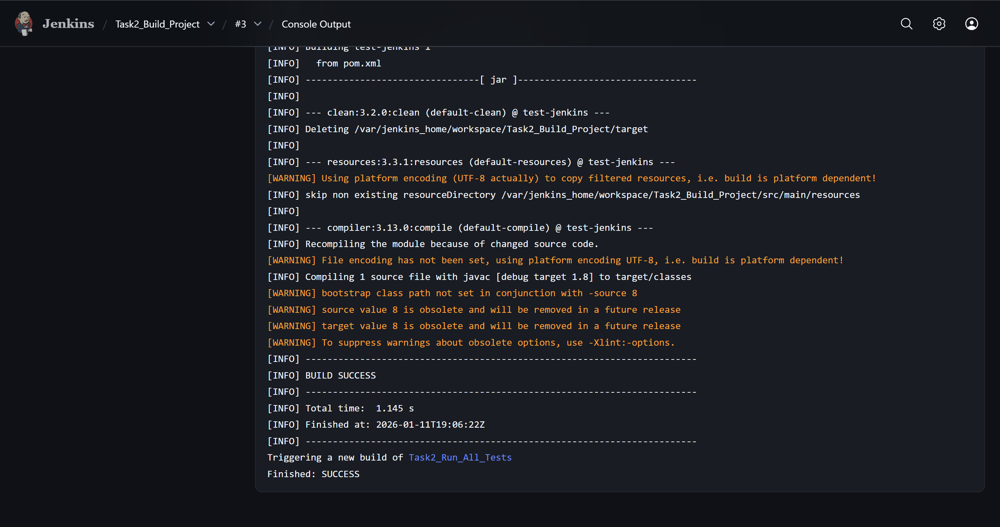 Jenkins / Task2_Build_Project / #3 / Console Output
[INFO] Building test-jenkins 1
[INFO]   from pom.xml
[INFO] --------------------------------[ jar ]---------------------------------
[INFO]
[INFO] --- clean:3.2.0:clean (default-clean) @ test-jenkins ---
[INFO] Deleting /var/jenkins_home/workspace/Task2_Build_Project/target
[INFO]
[INFO] --- resources:3.3.1:resources (default-resources) @ test-jenkins ---
[WARNING] Using platform encoding (UTF-8 actually) to copy filtered resources, i.e. build is platform dependent!
[INFO] skip non existing resourceDirectory /var/jenkins_home/workspace/Task2_Build_Project/src/main/resources
[INFO]
[INFO] --- compiler:3.13.0:compile (default-compile) @ test-jenkins ---
[INFO] Recompiling the module because of changed source code.
[WARNING] File encoding has not been set, using platform encoding UTF-8, i.e. build is platform dependent!
[INFO] Compiling 1 source file with javac [debug target 1.8] to target/classes
[WARNING] bootstrap class path not set in conjunction with -source 8
[WARNING] source value 8 is obsolete and will be removed in a future release
[WARNING] target value 8 is obsolete and will be removed in a future release
[WARNING] To suppress warnings about obsolete options, use -Xlint:-options.
[INFO] ------------------------------------------------------------------------
[INFO] BUILD SUCCESS
[INFO] ------------------------------------------------------------------------
[INFO] Total time:  1.145 s
[INFO] Finished at: 2026-01-11T19:06:22Z
[INFO] ------------------------------------------------------------------------
Triggering a new build of Task2_Run_All_Tests
Finished: SUCCESS